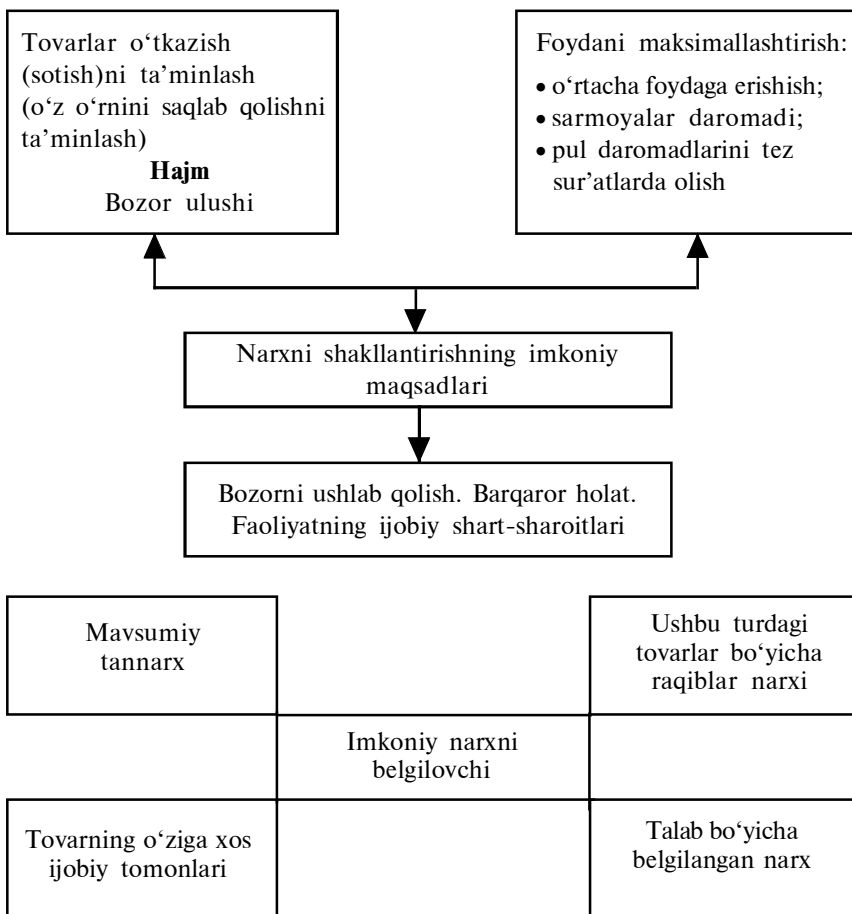 Tovarlar o‘tkazish
(sotish)ni ta’minlash
(o‘z o‘rnini saqlab qolishni
ta’minlash)
Hajm
Bozor ulushi
Foydani maksimallashtirish:
• o‘rtacha foydaga erishish;
• sarmoyalar daromadi;
• pul daromadlarini tez
sur’atlarda olish
Narxni shakllantirishning imkoniy
maqsadlari
Bozorni ushlab qolish. Barqaror holat.
Faoliyatning ijobiy shart-sharoitlari
Mavsumiy
tannarx
Ushbu turdagi
tovarlar bo‘yicha
raqiblar narxi
Imkoniy narxni
belgilovchi
Tovarning o‘ziga xos
ijobiy tomonlari
Talab bo‘yicha
belgilangan narx